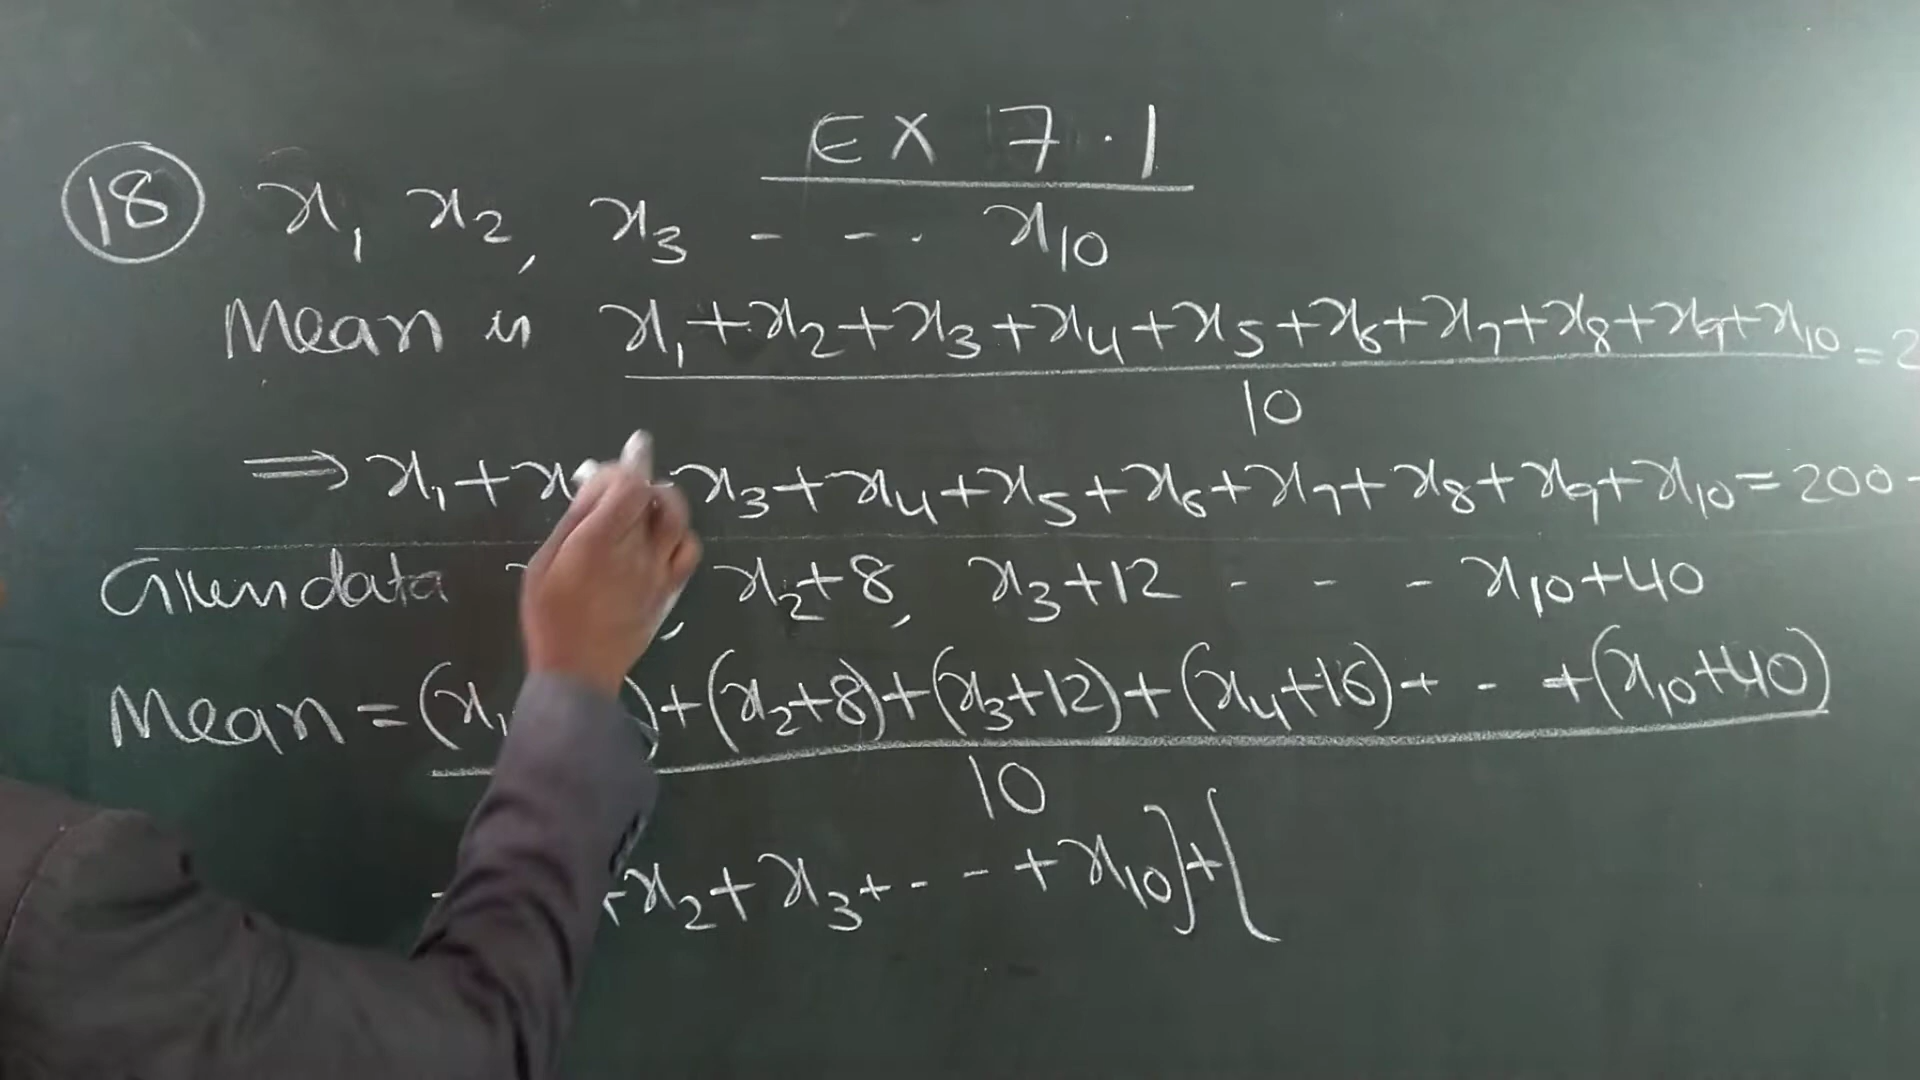 EX 7.1
18 x₁ x₂, x₃ - - . x₁₀
Mean is x₁+x₂+x₃+x₄+x₅+x₆+x₇+x₈+x₉+x₁₀ = 2
10
⇒ x₁+x + x₃+x₄+x₅+x₆+x₇+x₈+x₉+x₁₀ = 200 -
Given data , x₂+8, x₃+12 - - - x₁₀+40
Mean = (x₁ )+(x₂+8)+(x₃+12)+(x₄+16)+ - +(x₁₀+40)
10
+x₂+x₃+ - - +x₁₀]+[